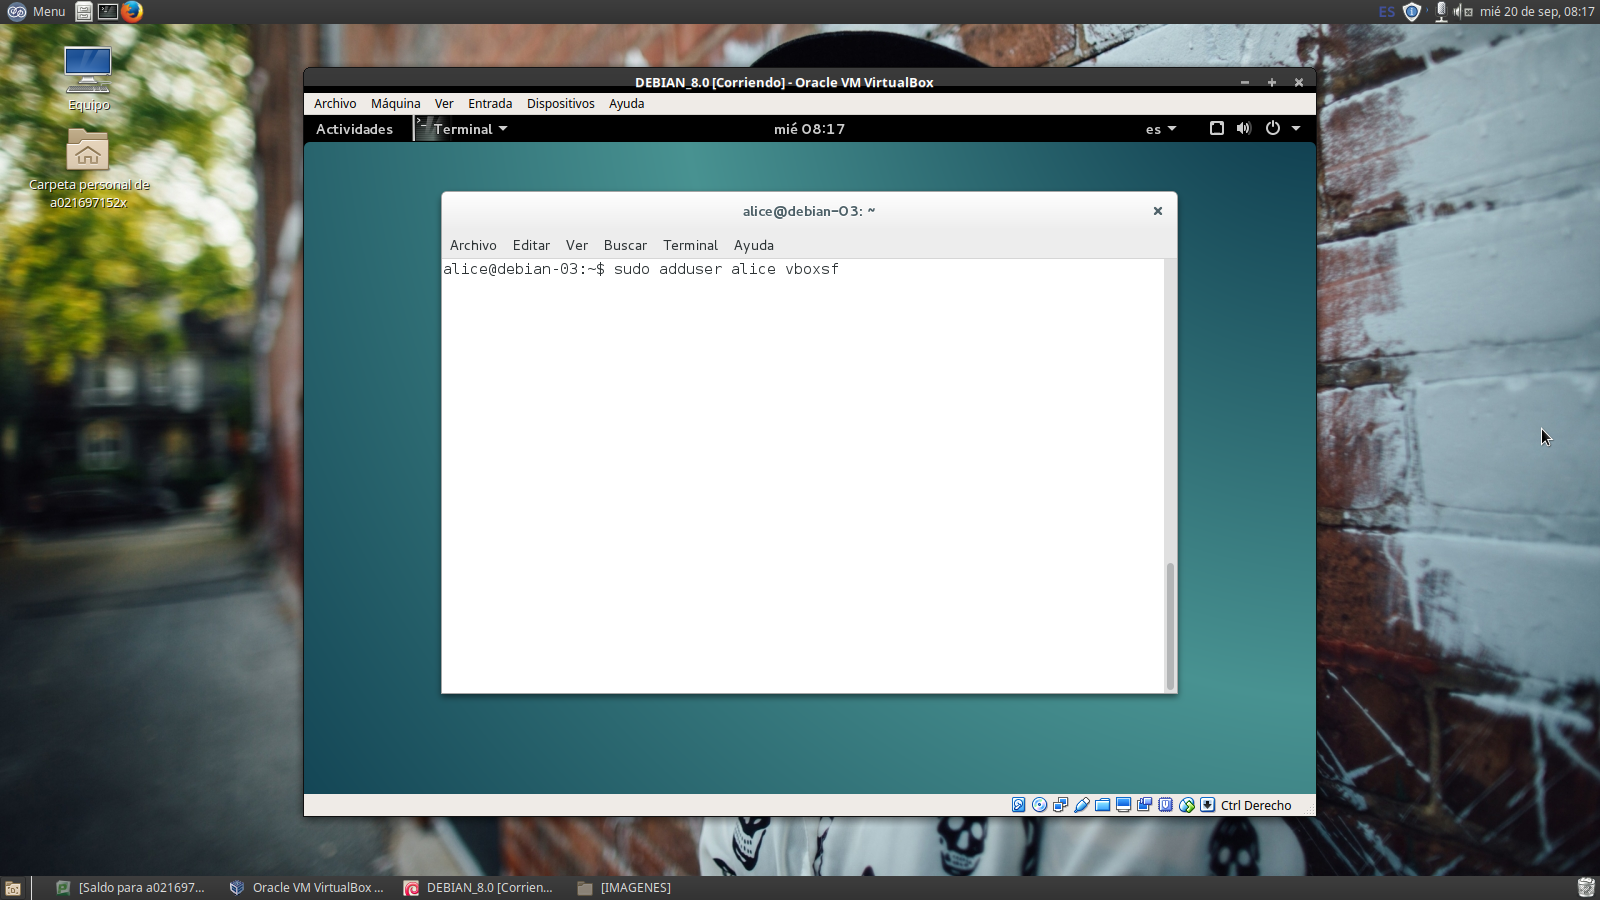 Menu
ES
mié 20 de sep, 08:17
Equipo
Carpeta personal de
a021697152x
DEBIAN_8.0 [Corriendo] - Oracle VM VirtualBox
Archivo Máquina Ver Entrada Dispositivos Ayuda
Actividades Terminal mié 08:17 es
alice@debian-03: ~
Archivo Editar Ver Buscar Terminal Ayuda
alice@debian-03:~$ sudo adduser alice vboxsf
Ctrl Derecho
[Saldo para a021697... Oracle VM VirtualBox ... DEBIAN_8.0 [Corrien... [IMAGENES]